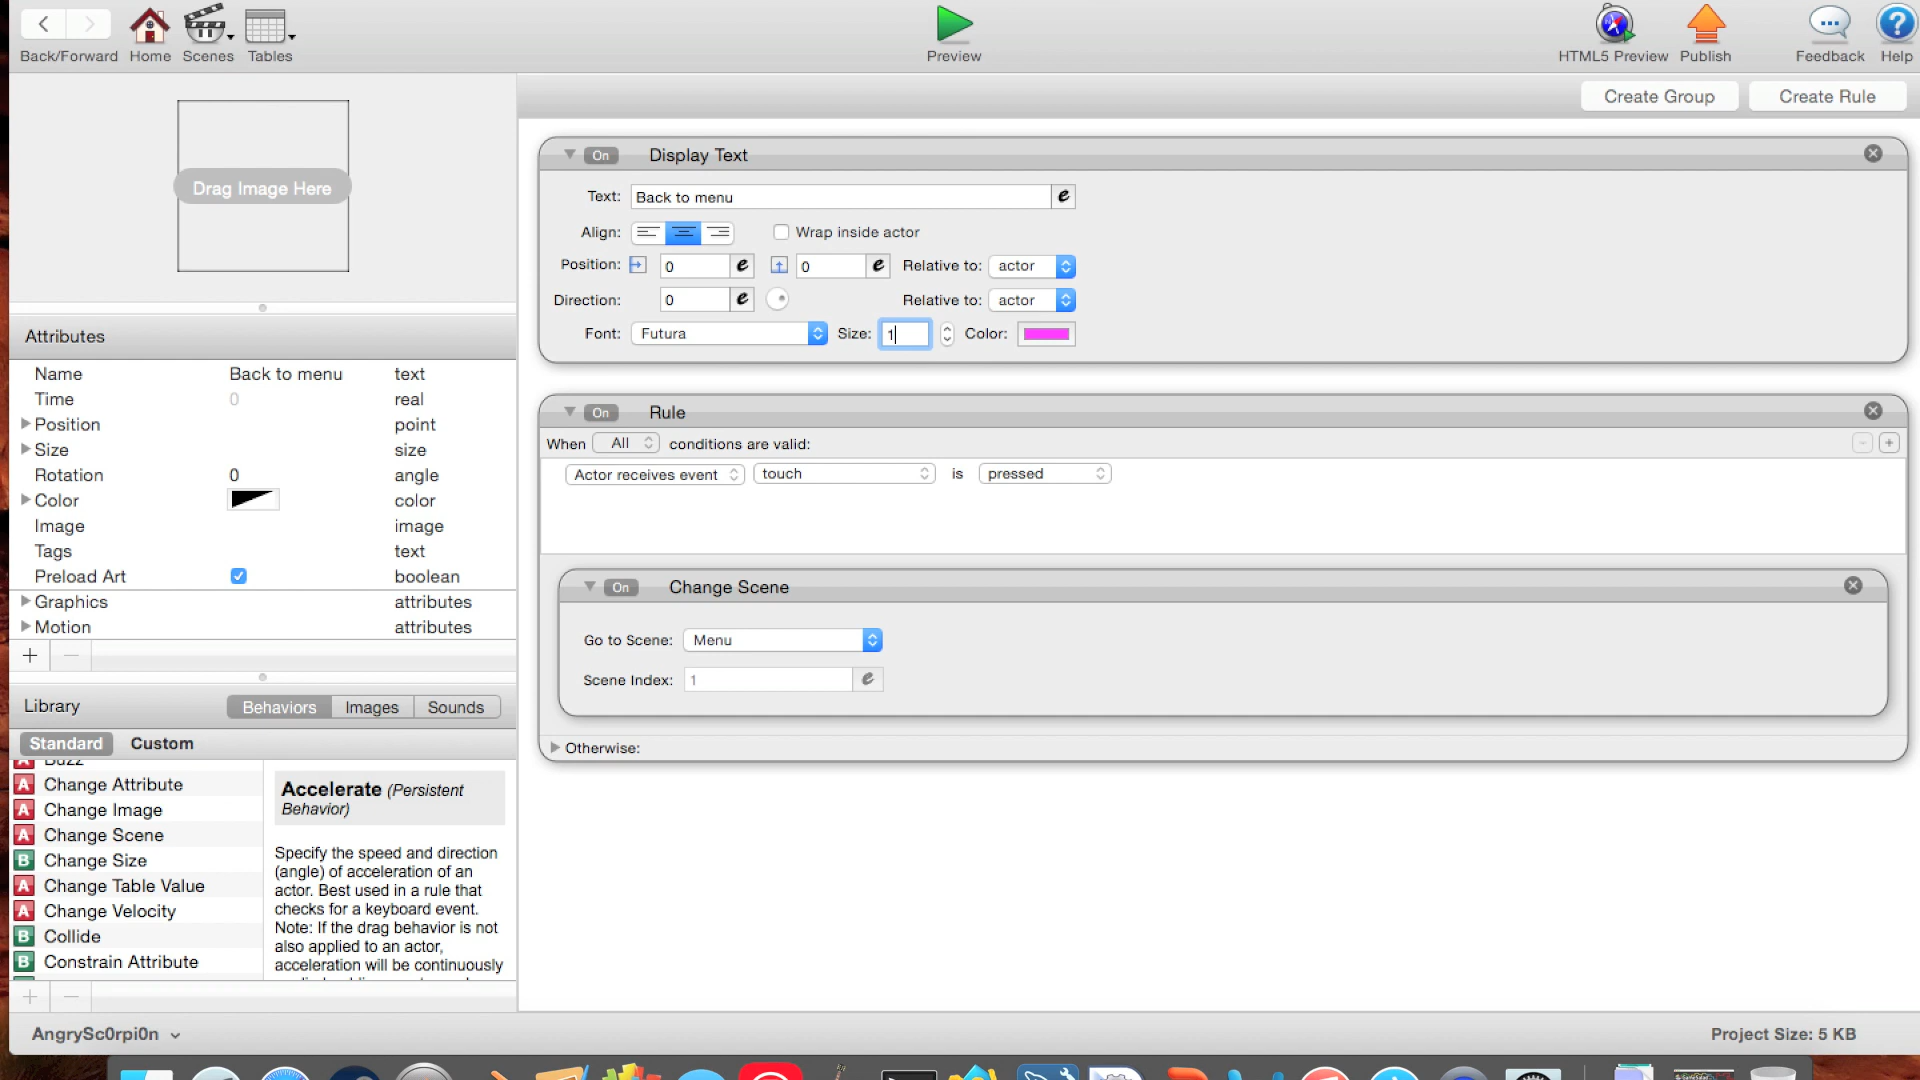 Back/Forward Home Scenes Tables Preview HTML5 Preview Publish Feedback Help
Create Group Create Rule
Drag Image Here
Attributes
Name Back to menu text
Time 0 real
Position point
Size size
Rotation 0 angle
Color color
Image image
Tags text
Preload Art boolean
Graphics attributes
Motion attributes
Library Behaviors Images Sounds
Standard Custom
Buzz
Change Attribute
Change Image
Change Scene
Change Size
Change Table Value
Change Velocity
Collide
Constrain Attribute
Accelerate (Persistent
Behavior)
Specify the speed and direction
(angle) of acceleration of an
actor. Best used in a rule that
checks for a keyboard event.
Note: If the drag behavior is not
also applied to an actor,
acceleration will be continuously
On Display Text
Text: Back to menu e
Align: Wrap inside actor
Position: 0 e 0 e Relative to: actor
Direction: 0 e Relative to: actor
Font: Futura Size: 1 Color:
On Rule
When All conditions are valid:
Actor receives event touch is pressed
On Change Scene
Go to Scene: Menu
Scene Index: 1 e
Otherwise:
AngrySc0rpi0n Project Size: 5 KB